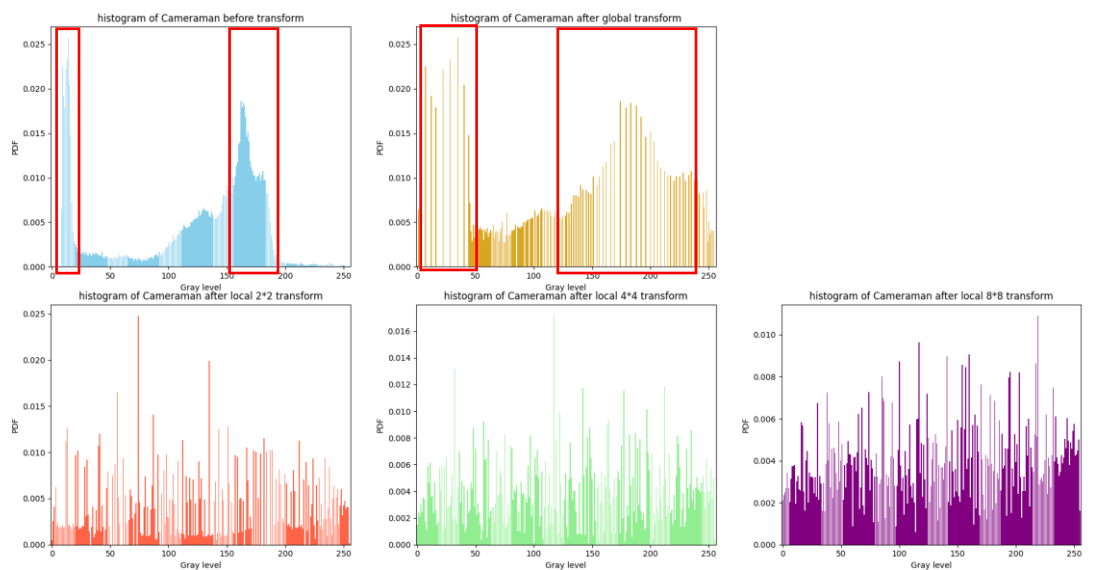 histogram of Cameraman before transform
PDF
0.025
0.020
0.015
0.010
0.005
0.000
0 50 100 150 200 250
Gray level
histogram of Cameraman after global transform
PDF
0.025
0.020
0.015
0.010
0.005
0.000
0 50 100 150 200 250
Gray level
histogram of Cameraman after local 2*2 transform
PDF
0.025
0.020
0.015
0.010
0.005
0.000
0 50 100 150 200 250
Gray level
histogram of Cameraman after local 4*4 transform
PDF
0.016
0.014
0.012
0.010
0.008
0.006
0.004
0.002
0.000
0 50 100 150 200 250
Gray level
histogram of Cameraman after local 8*8 transform
PDF
0.010
0.008
0.006
0.004
0.002
0.000
0 50 100 150 200 250
Gray level